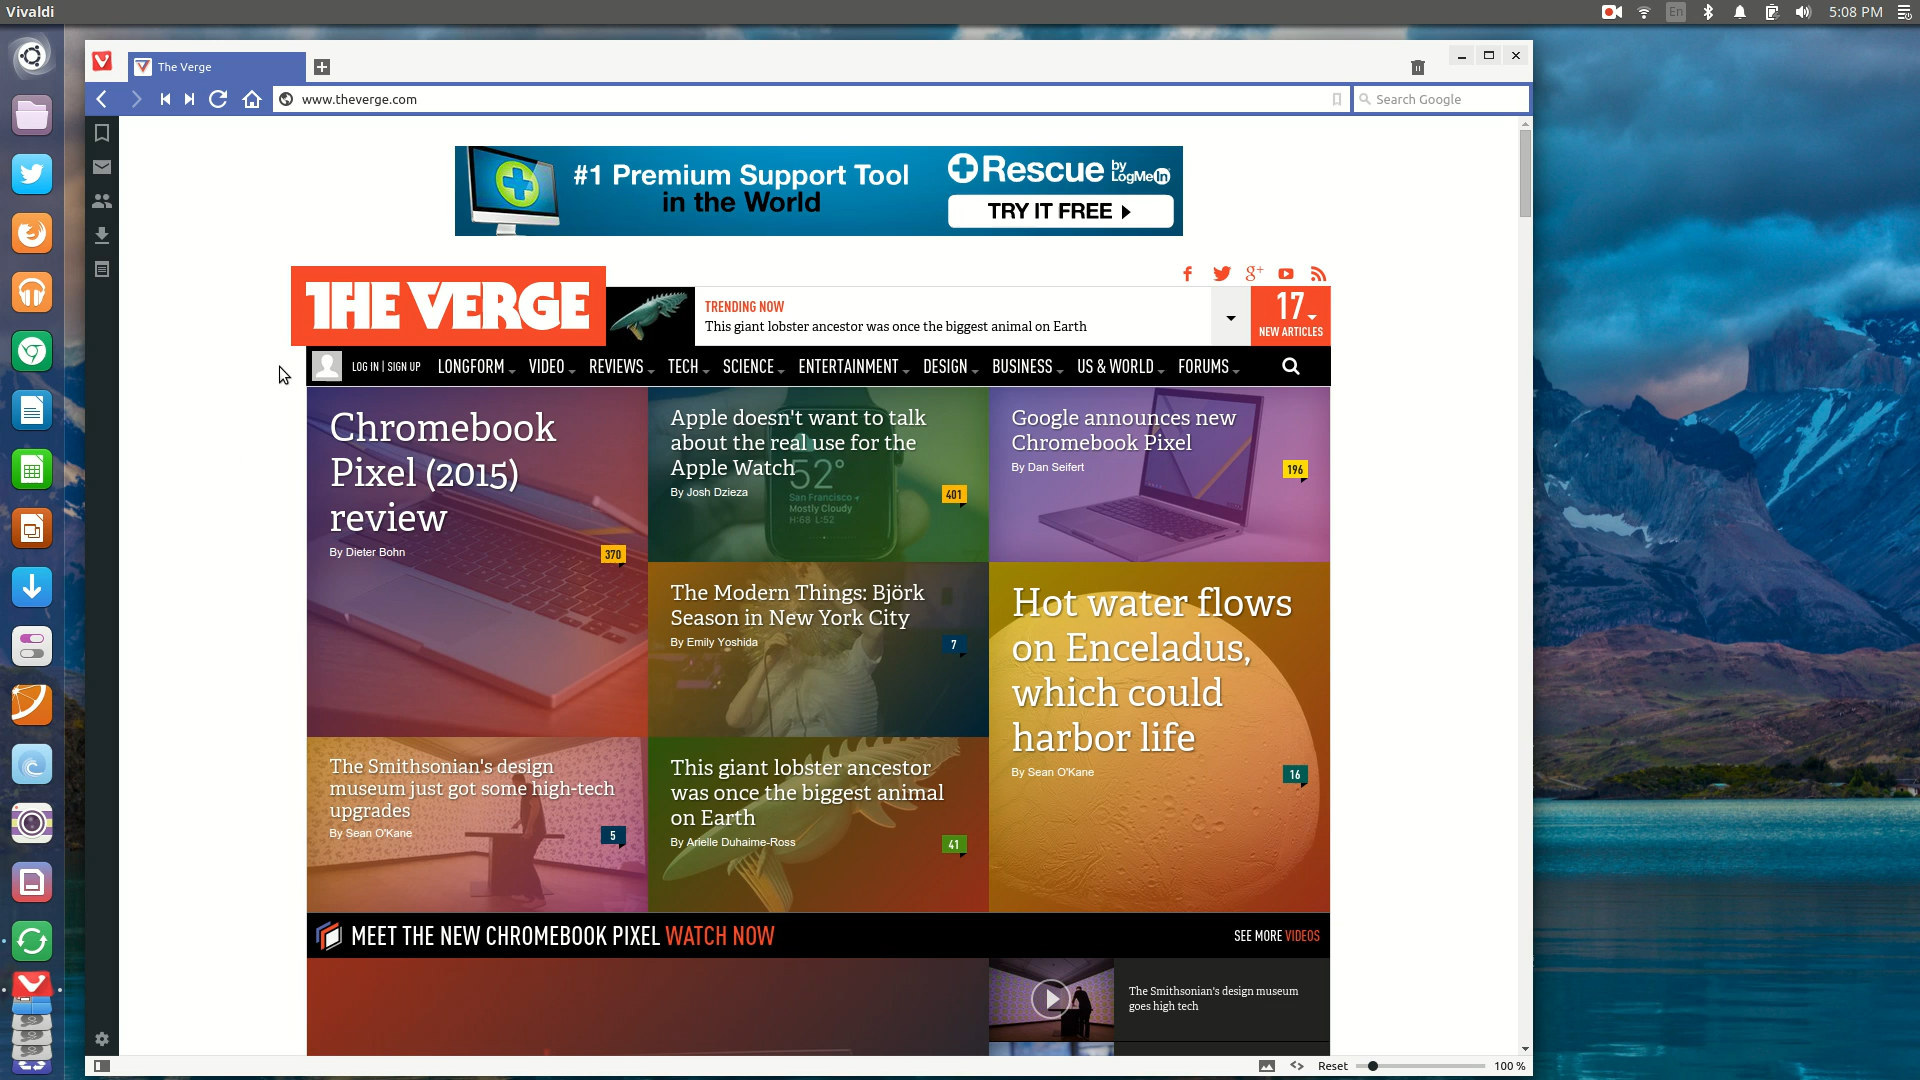 Vivaldi
En
5:08 PM
The Verge
www.theverge.com
Search Google
#1 Premium Support Tool
in the World
Rescue by LogMeIn
TRY IT FREE
THE VERGE
TRENDING NOW
This giant lobster ancestor was once the biggest animal on Earth
17
NEW ARTICLES
LOG IN | SIGN UP
LONGFORM
VIDEO
REVIEWS
TECH
SCIENCE
ENTERTAINMENT
DESIGN
BUSINESS
US & WORLD
FORUMS
Chromebook
Pixel (2015)
review
By Dieter Bohn
370
Apple doesn't want to talk
about the real use for the
Apple Watch
By Josh Dzieza
401
52°
San Francisco
Mostly Cloudy
H:68 L:52
Google announces new
Chromebook Pixel
By Dan Seifert
196
The Modern Things: Björk
Season in New York City
By Emily Yoshida
7
Hot water flows
on Enceladus,
which could
harbor life
By Sean O'Kane
16
The Smithsonian's design
museum just got some high-tech
upgrades
By Sean O'Kane
5
This giant lobster ancestor
was once the biggest animal
on Earth
By Arielle Duhaime-Ross
41
MEET THE NEW CHROMEBOOK PIXEL WATCH NOW
SEE MORE VIDEOS
The Smithsonian's design museum
goes high tech
Reset
100 %